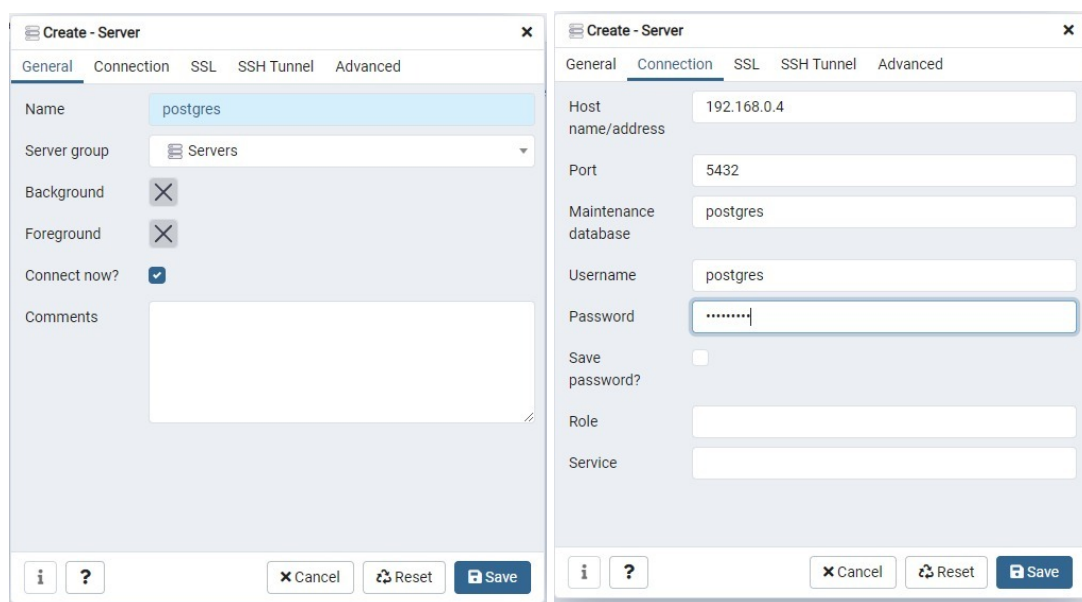 Create - Server
General Connection SSL SSH Tunnel Advanced
Name postgres
Server group Servers
Background
Foreground
Connect now?
Comments
i ? Cancel Reset Save
Create - Server
General Connection SSL SSH Tunnel Advanced
Host
name/address 192.168.0.4
Port 5432
Maintenance
database postgres
Username postgres
Password •••••••••
Save
password?
Role
Service
i ? Cancel Reset Save